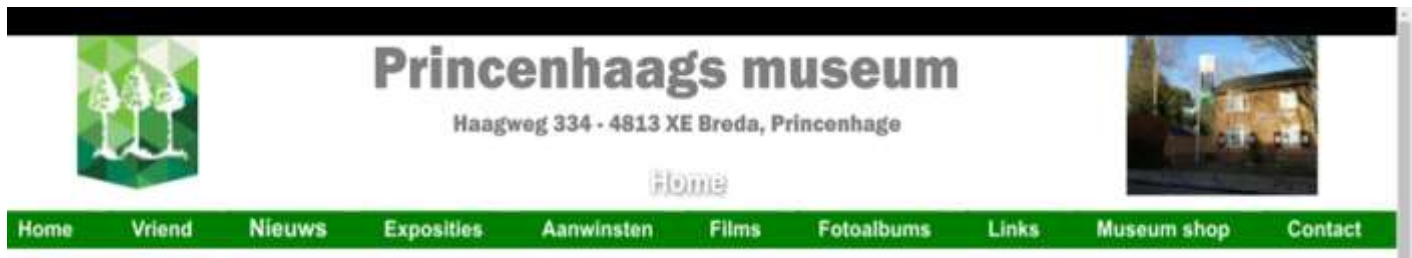 Princenhaags museum
Haagweg 334 - 4813 XE Breda, Princenhage
Home
Home Vriend Nieuws Exposities Aanwinsten Films Fotoalbums Links Museum shop Contact